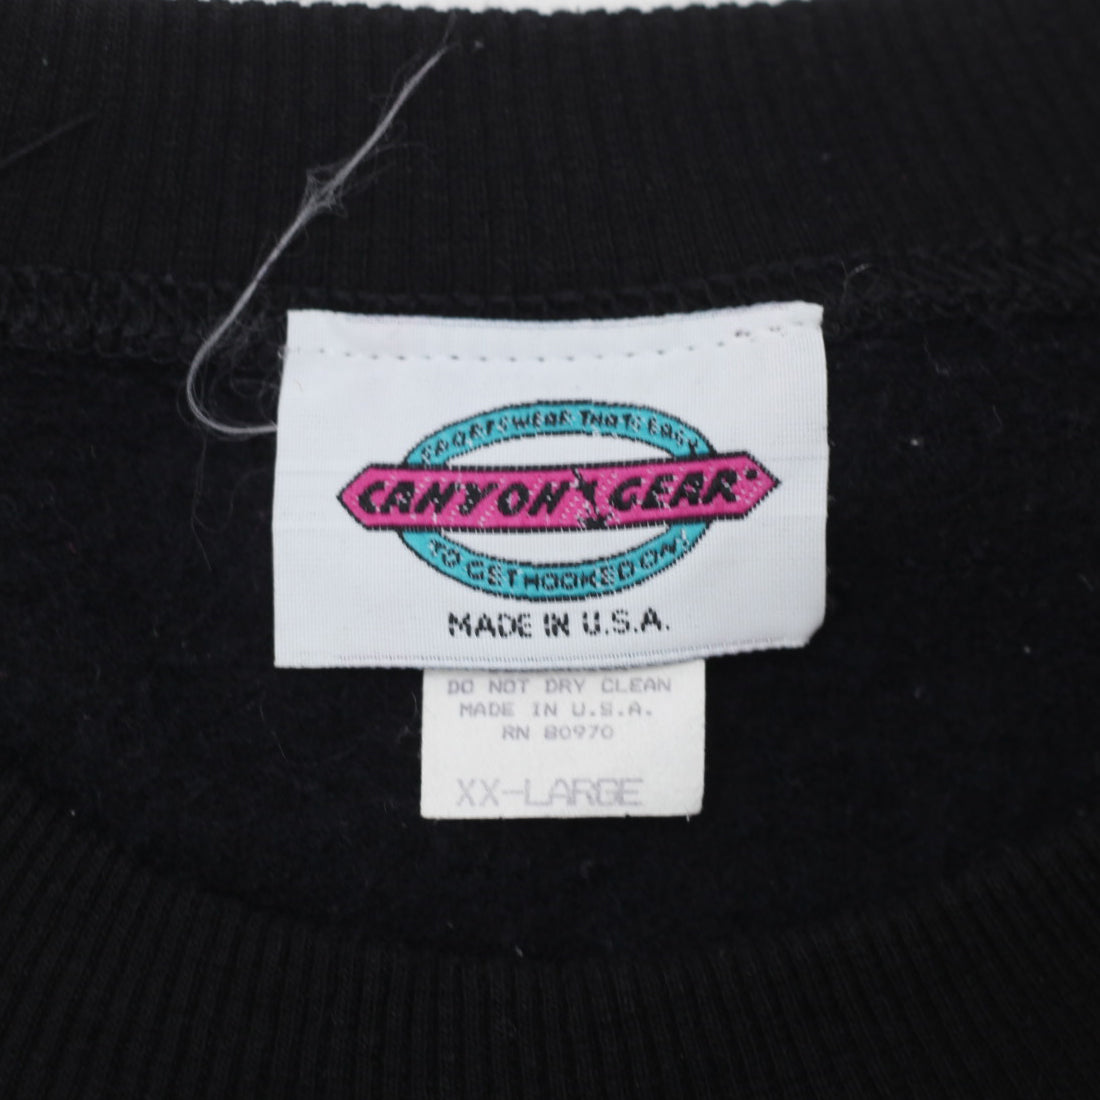 SPORTSWEAR THAT'S EASY
CANYON GEAR
TO GET HOOKED ON!
MADE IN U.S.A.
DO NOT DRY CLEAN
MADE IN U.S.A.
RN 80970
XX-LARGE